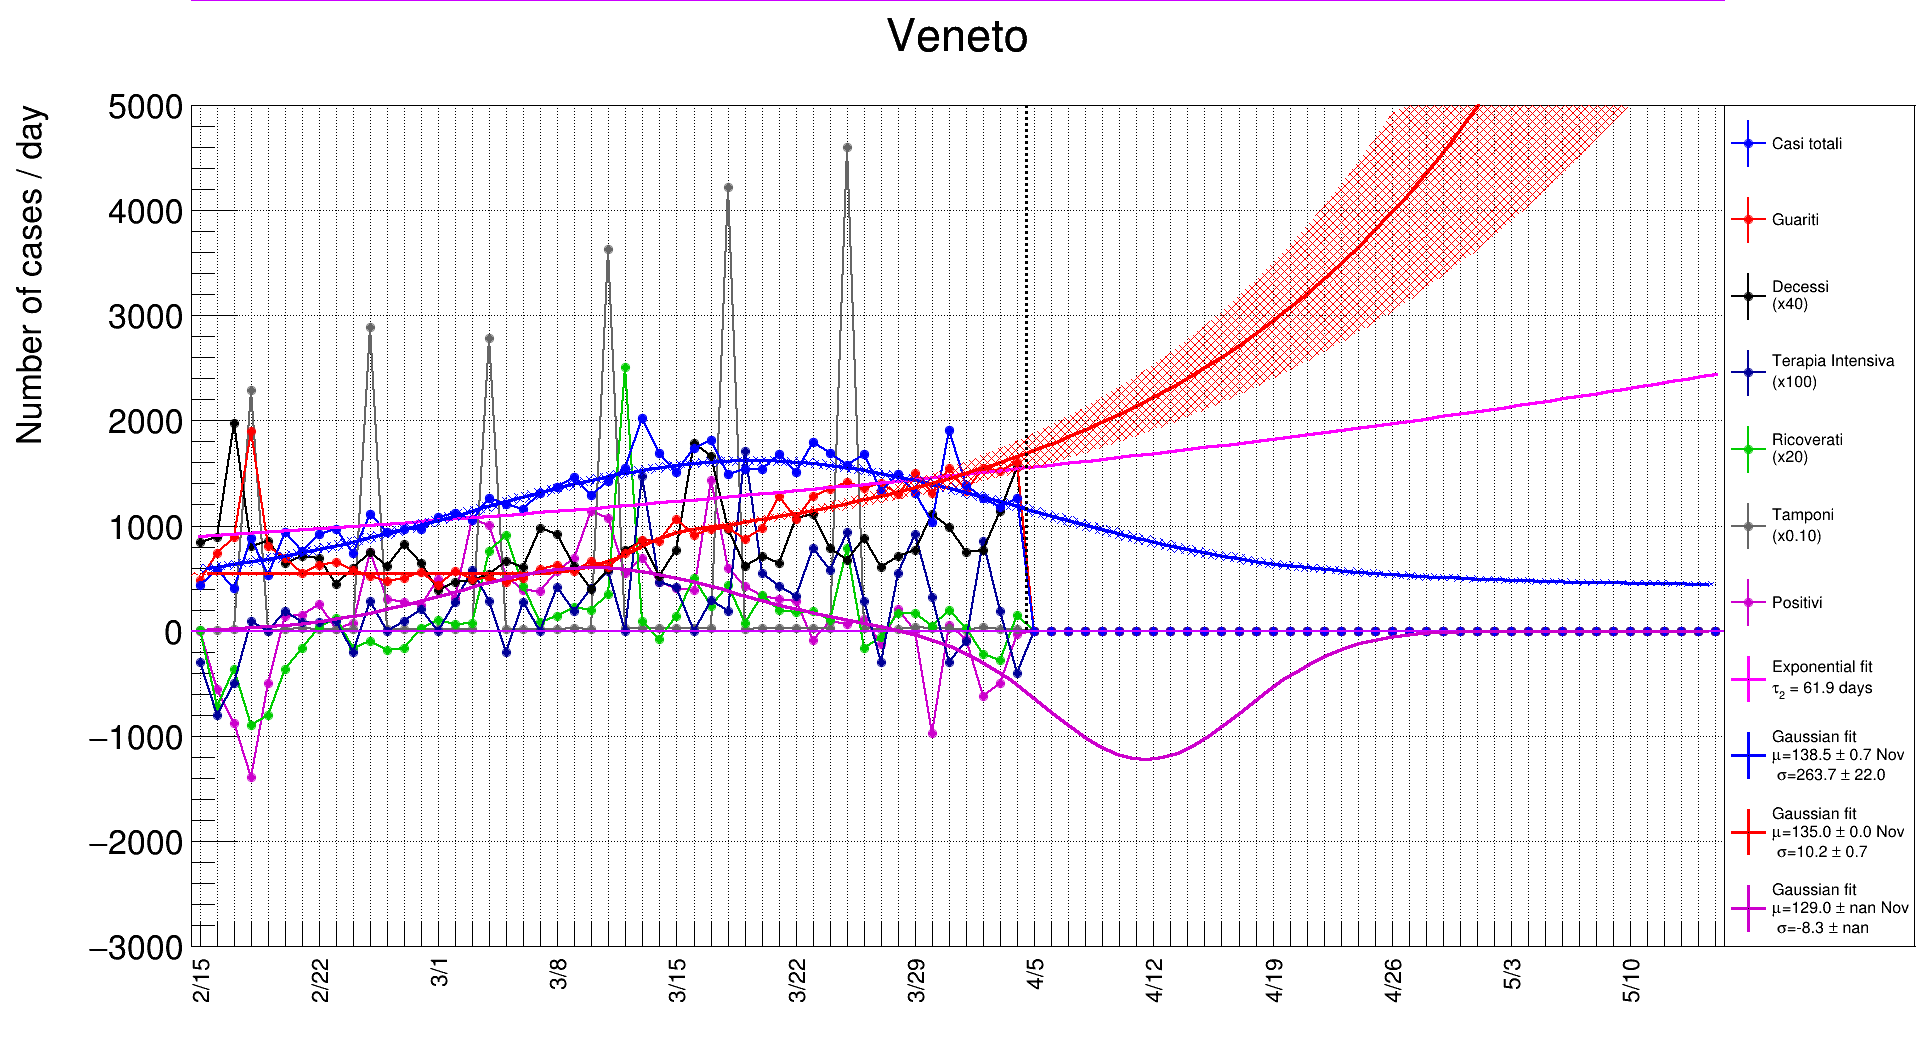 Veneto
Number of cases / day
5000
4000
3000
2000
1000
0
−1000
−2000
−3000
2/15
2/22
3/1
3/8
3/15
3/22
3/29
4/5
4/12
4/19
4/26
5/3
5/10
Casi totali
Guariti
Decessi
(x40)
Terapia Intensiva
(x100)
Ricoverati
(x20)
Tamponi
(x0.10)
Positivi
Exponential fit
τ2 = 61.9 days
Gaussian fit
μ=138.5 ± 0.7 Nov
σ=263.7 ± 22.0
Gaussian fit
μ=135.0 ± 0.0 Nov
σ=10.2 ± 0.7
Gaussian fit
μ=129.0 ± nan Nov
σ=-8.3 ± nan